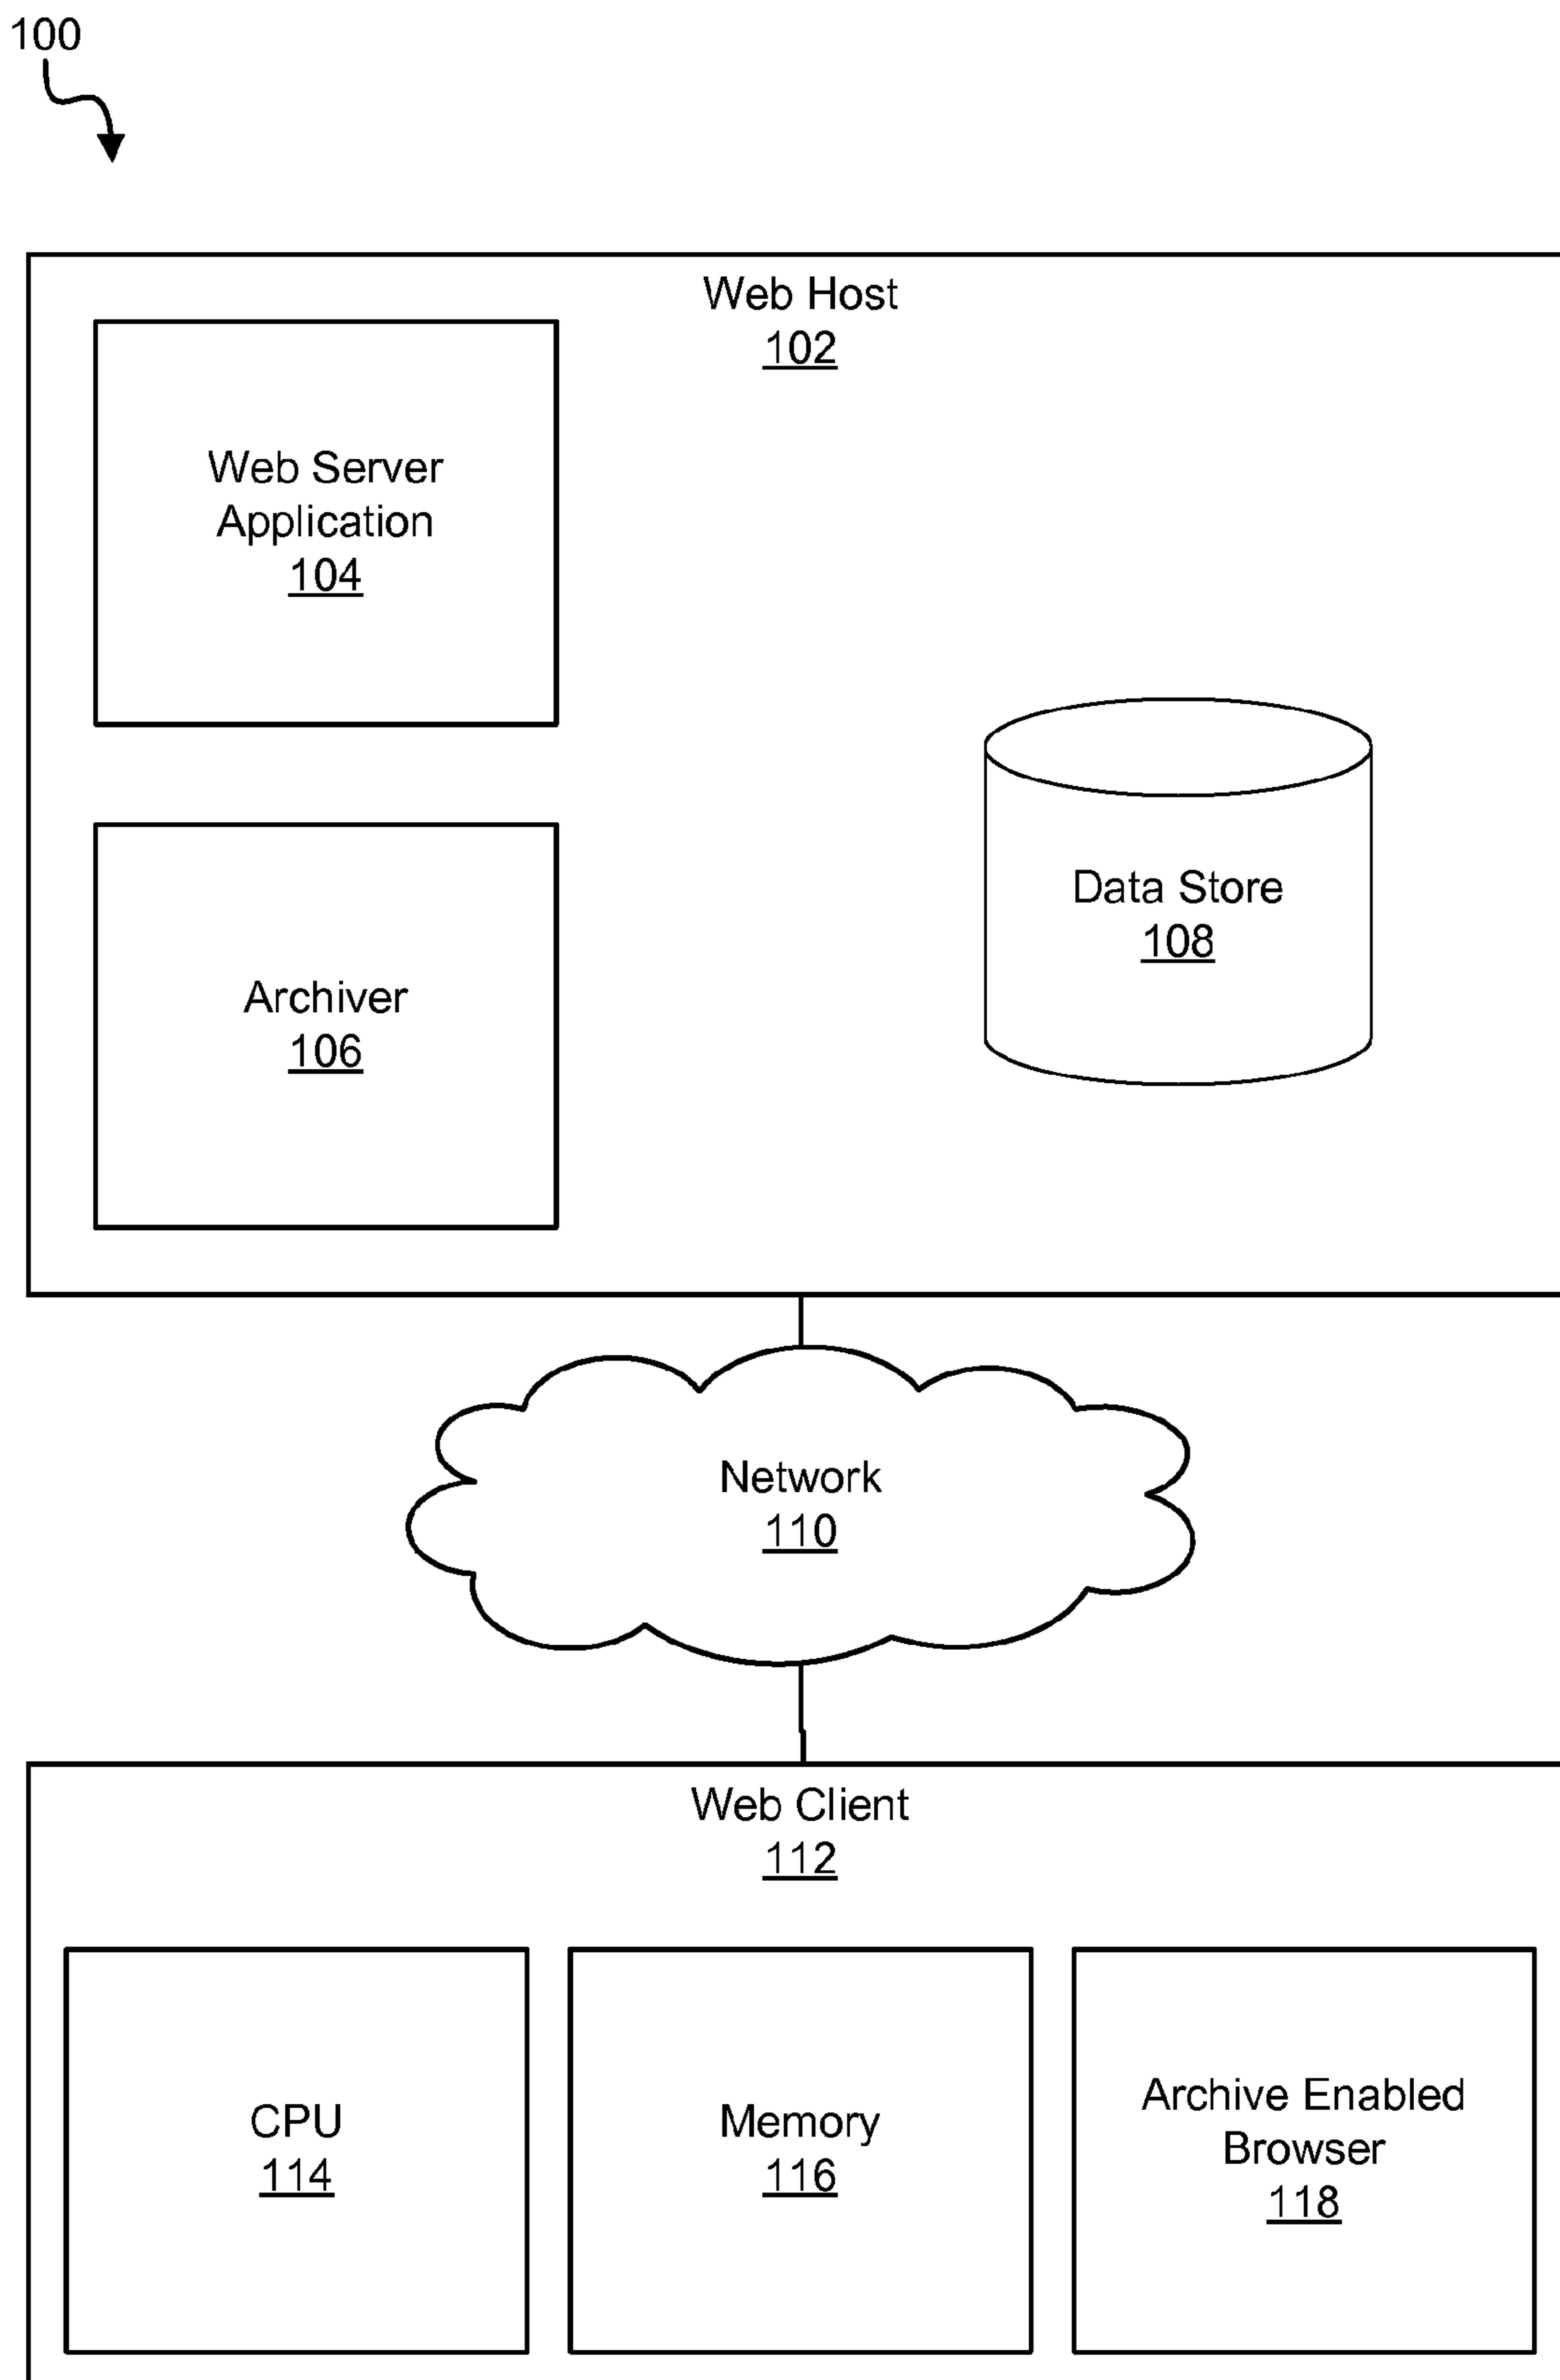 100
Web Host
102
Web Server
Application
104
Data Store
108
Archiver
106
Network
110
Web Client
112
CPU
114
Memory
116
Archive Enabled
Browser
118